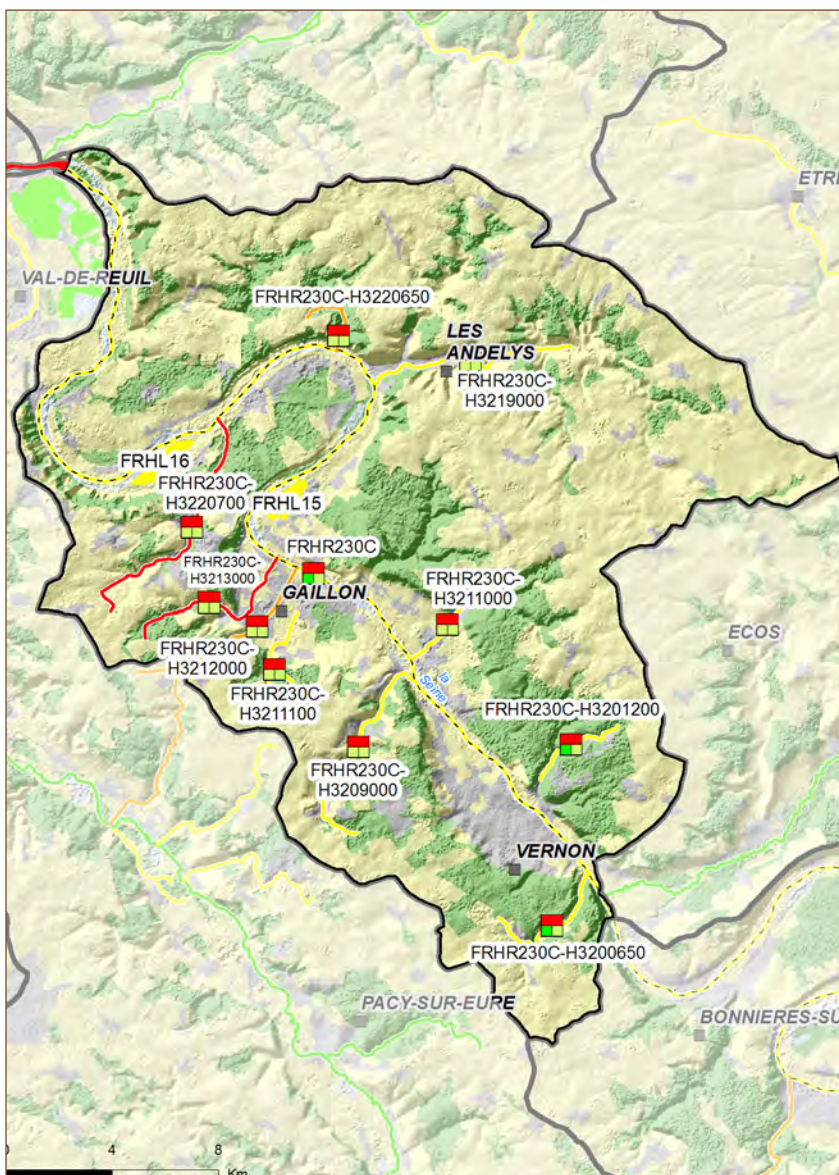 ETRE
VAL-DE-REUIL
FRHR230C-H3220650
LES
ANDELYS
FRHR230C-
H3219000
FRHL16
FRHR230C-
H3220700
FRHL15
FRHR230C
FRHR230C-
H3213000
GAILLON
FRHR230C-
H3211000
FRHR230C-
H3212000
ECOS
FRHR230C-
H3211100
la
Seine
FRHR230C-H3201200
FRHR230C-
H3209000
VERNON
FRHR230C-H3200650
PACY-SUR-EURE
BONNIERES-SU
0 4 8
Km